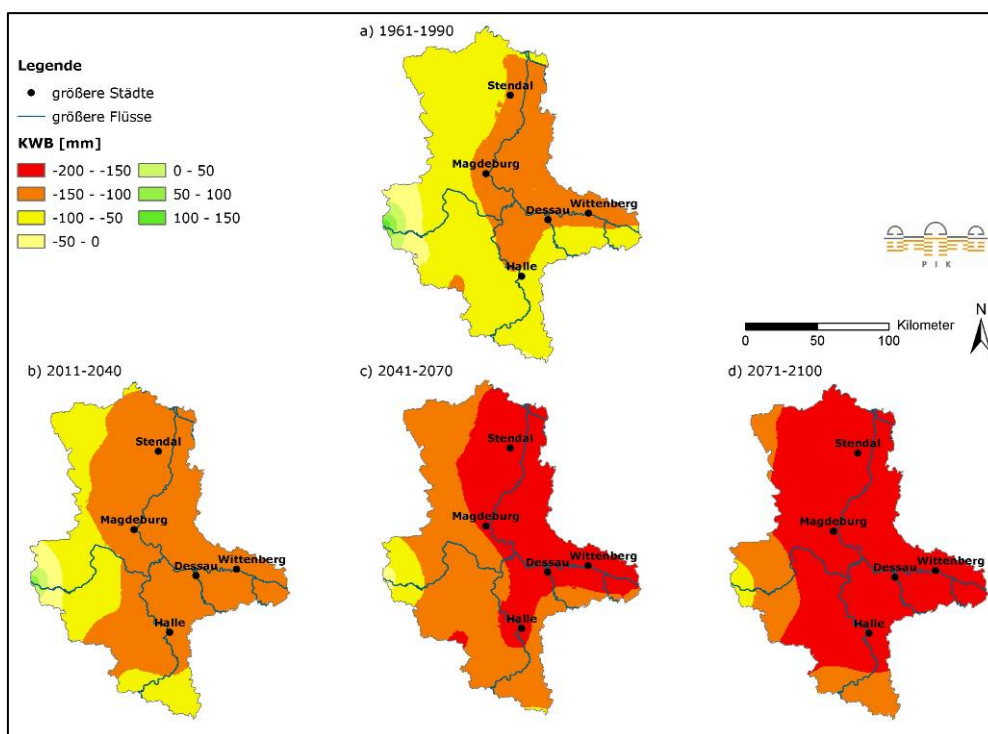 a) 1961-1990
Legende
größere Städte
größere Flüsse
KWB [mm]
-200 - -150
0 - 50
-150 - -100
50 - 100
-100 - -50
100 - 150
-50 - 0
Stendal
Magdeburg
Dessau
Wittenberg
Halle
P I K
Kilometer
0 50 100
N
b) 2011-2040
Stendal
Magdeburg
Dessau
Wittenberg
Halle
c) 2041-2070
Stendal
Magdeburg
Dessau
Wittenberg
Halle
d) 2071-2100
Stendal
Magdeburg
Dessau
Wittenberg
Halle